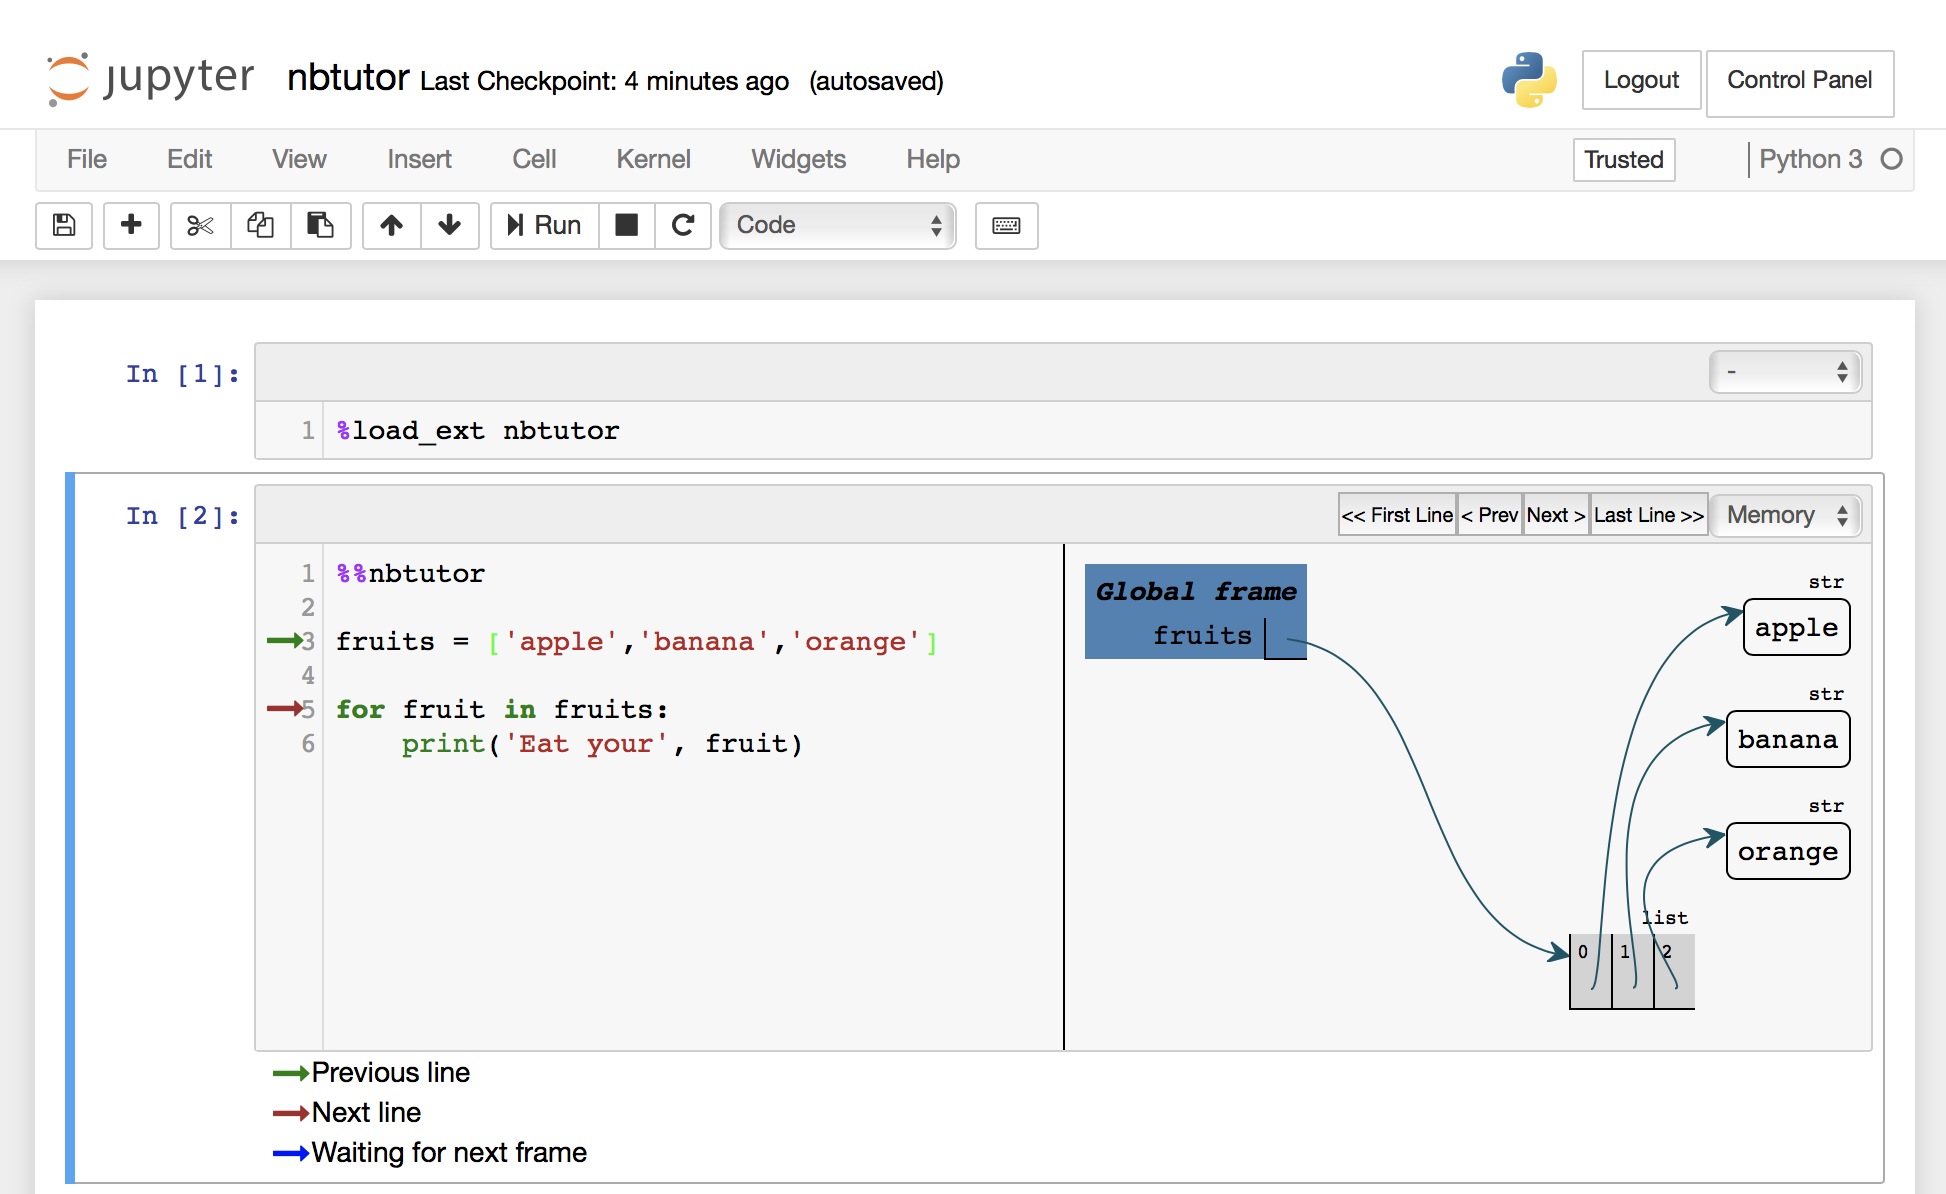 jupyter nbtutor Last Checkpoint: 4 minutes ago (autosaved) Logout Control Panel
File Edit View Insert Cell Kernel Widgets Help Trusted Python 3
Run Code
In [1]: -
1 %load_ext nbtutor
In [2]: << First Line < Prev Next > Last Line >> Memory
1 %%nbtutor
2
3 fruits = ['apple','banana','orange']
4
5 for fruit in fruits:
6     print('Eat your', fruit)
Global frame
fruits
str
apple
str
banana
str
orange
list
0 1 2
Previous line
Next line
Waiting for next frame